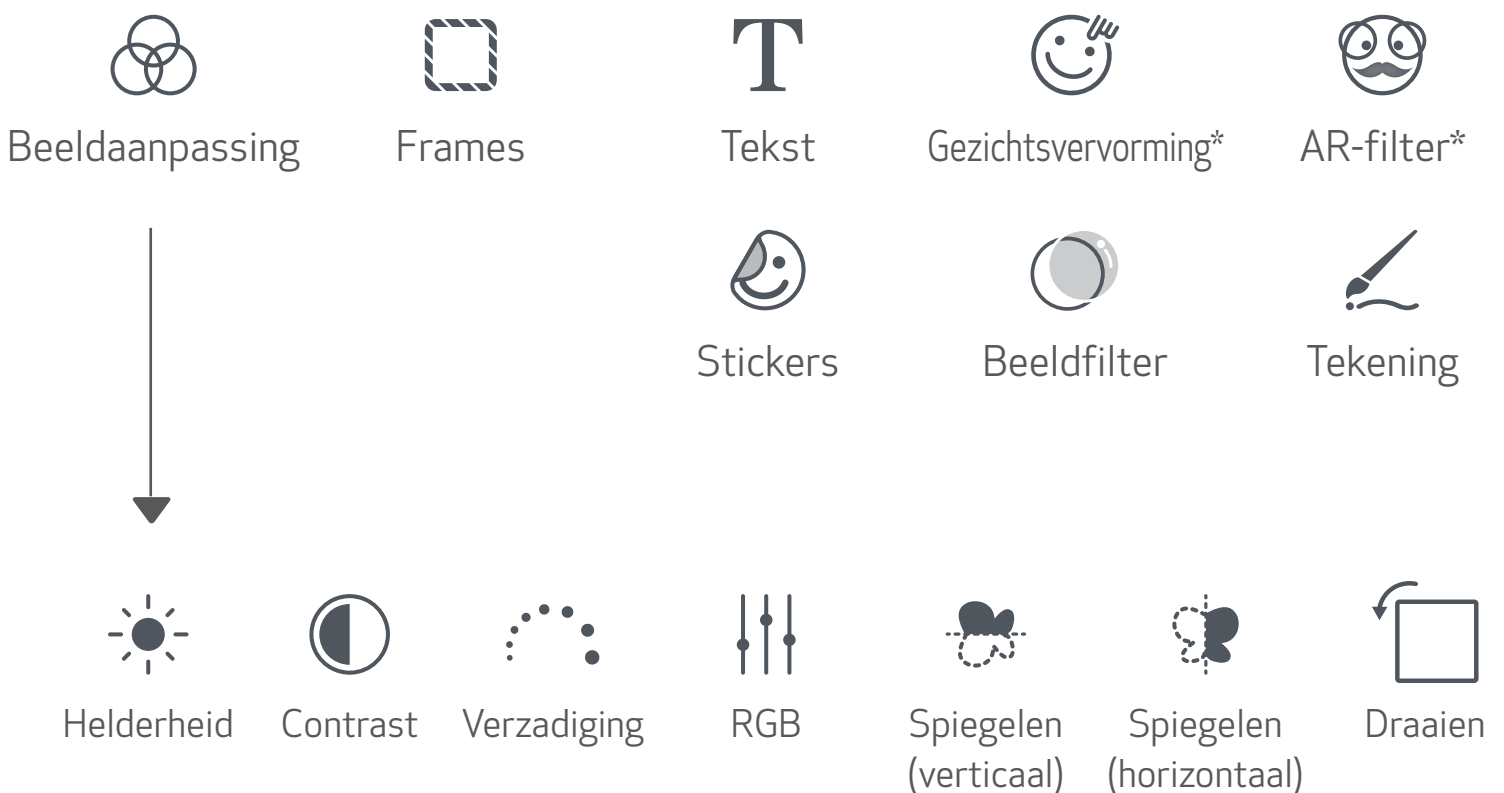 Beeldaanpassing
Frames
Tekst
Gezichtsvervorming*
AR-filter*
Stickers
Beeldfilter
Tekening
Helderheid
Contrast
Verzadiging
RGB
Spiegelen
(verticaal)
Spiegelen
(horizontaal)
Draaien